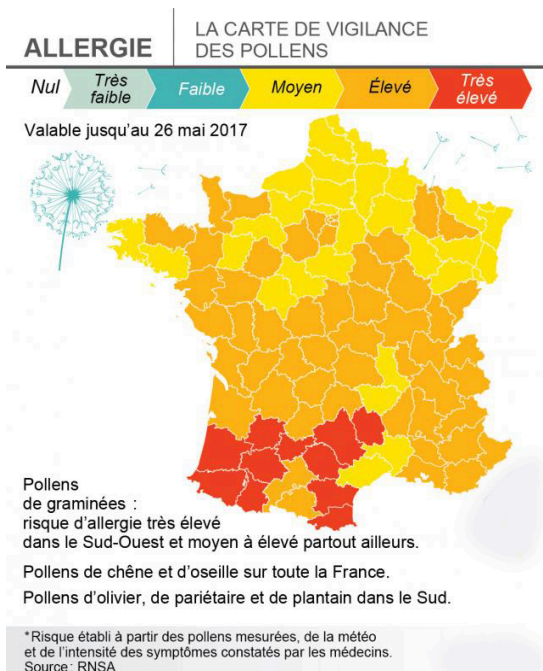 ALLERGIE
LA CARTE DE VIGILANCE
DES POLLENS
Nul
Très
faible
Faible
Moyen
Élevé
Très
élevé
Valable jusqu'au 26 mai 2017
Pollens
de graminées :
risque d'allergie très élevé
dans le Sud-Ouest et moyen à élevé partout ailleurs.
Pollens de chêne et d'oseille sur toute la France.
Pollens d'olivier, de pariétaire et de plantain dans le Sud.
*Risque établi à partir des pollens mesurées, de la météo
et de l'intensité des symptômes constatés par les médecins.
Source : RNSA